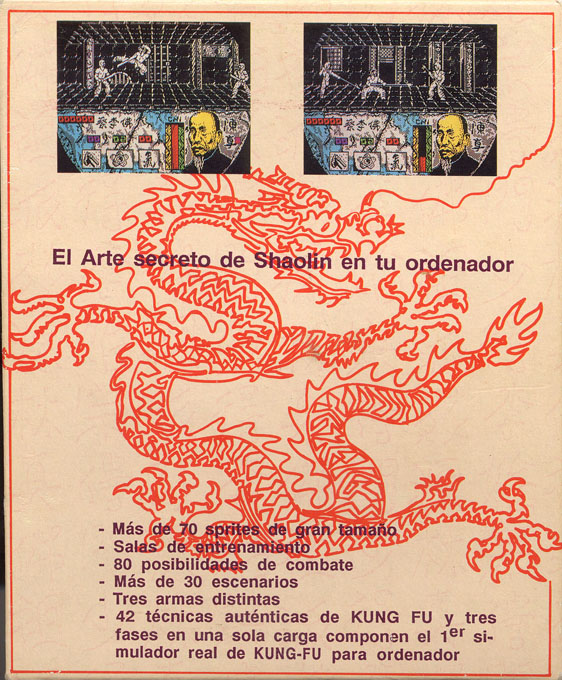 El Arte secreto de Shaolin en tu ordenador
- Más de 70 sprites de gran tamaño
- Salas de entrenamiento
- 80 posibilidades de combate
- Más de 30 escenarios
- Tres armas distintas
- 42 técnicas auténticas de KUNG FU y tres
fases en una sola carga componen el 1er si-
mulador real de KUNG-FU para ordenador